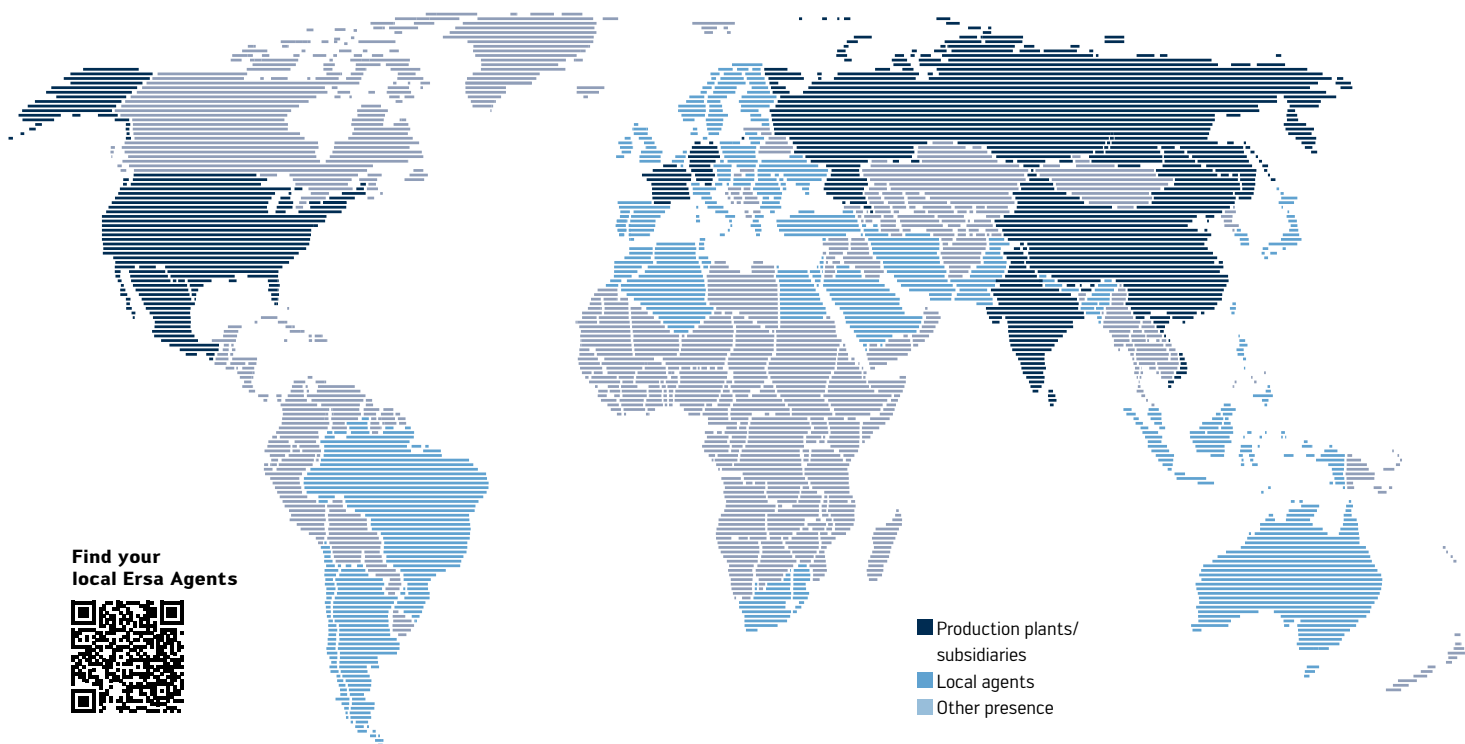 Find your
local Ersa Agents
Production plants/
subsidiaries
Local agents
Other presence